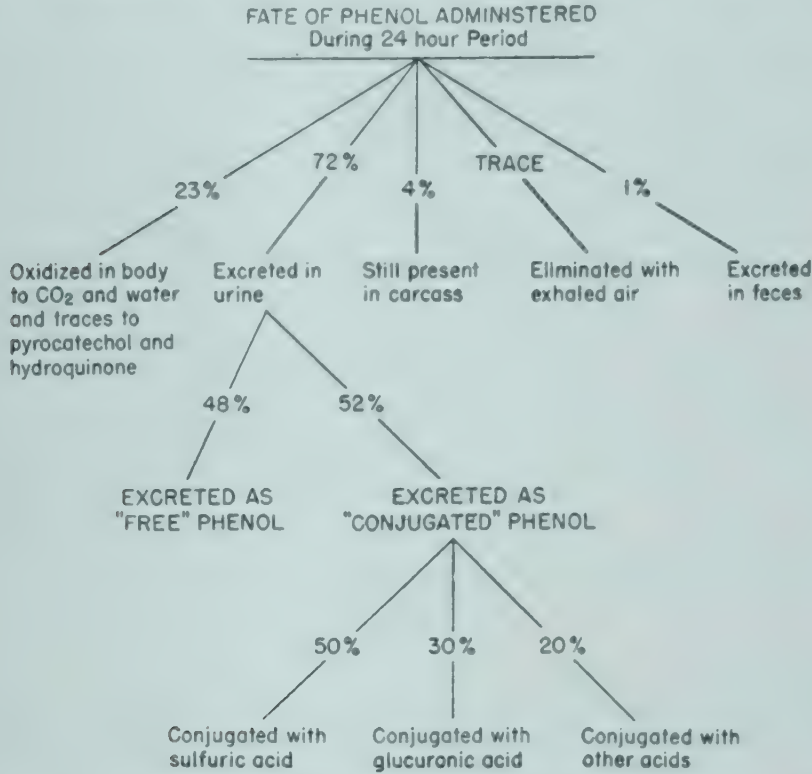 FATE OF PHENOL ADMINISTERED
During 24 hour Period
23%
72%
4%
TRACE
1%
Oxidized in body
to CO₂ and water
and traces to
pyrocatechol and
hydroquinone
Excreted in
urine
Still present
in carcass
Eliminated with
exhaled air
Excreted
in feces
48%
52%
EXCRETED AS
"FREE" PHENOL
EXCRETED AS
"CONJUGATED" PHENOL
50%
30%
20%
Conjugated with
sulfuric acid
Conjugated with
glucuronic acid
Conjugated with
other acids